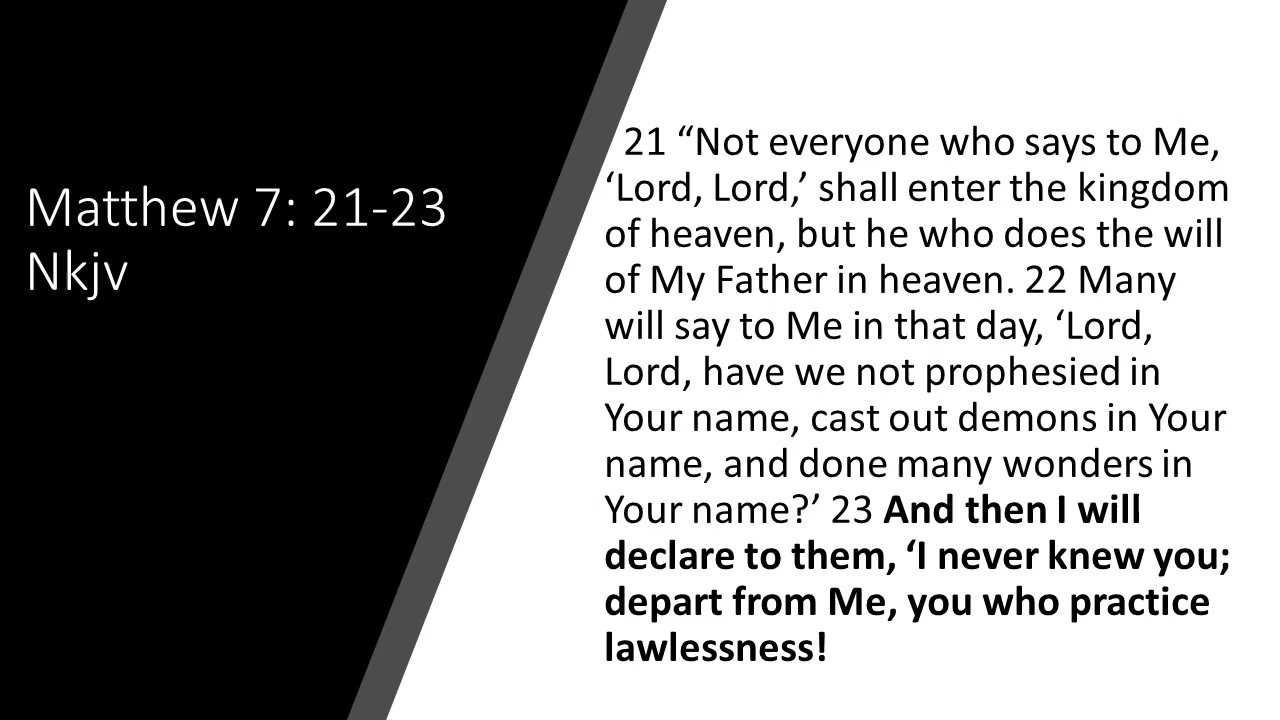 Matthew 7: 21-23
Nkjv
21 “Not everyone who says to Me,
‘Lord, Lord,’ shall enter the kingdom
of heaven, but he who does the will
of My Father in heaven. 22 Many
will say to Me in that day, ‘Lord,
Lord, have we not prophesied in
Your name, cast out demons in Your
name, and done many wonders in
Your name?’ 23 And then I will
declare to them, ‘I never knew you;
depart from Me, you who practice
lawlessness!